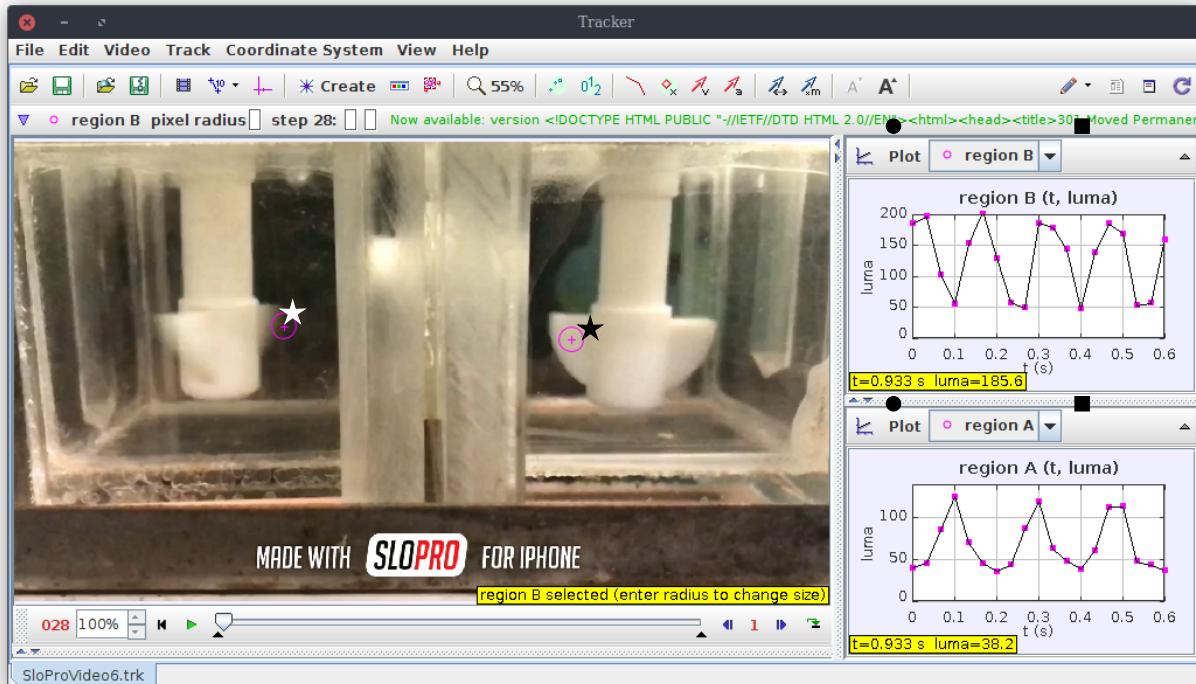 Tracker
File Edit Video Track Coordinate System View Help
Create 55%
region B pixel radius step 28: Now available: version <!DOCTYPE HTML PUBLIC "-//IETF//DTD HTML 2.0//EN"><html><head><title>301 Moved Permaner
Plot region B
region B (t, luma)
200
150
100
50
0
luma
0 0.1 0.2 0.3 0.4 0.5 0.6
t (s)
t=0.933 s luma=185.6
Plot region A
region A (t, luma)
100
50
0
luma
0 0.1 0.2 0.3 0.4 0.5 0.6
t (s)
t=0.933 s luma=38.2
MADE WITH SLOPRO FOR IPHONE
region B selected (enter radius to change size)
028 100% 1
SloProVideo6.trk